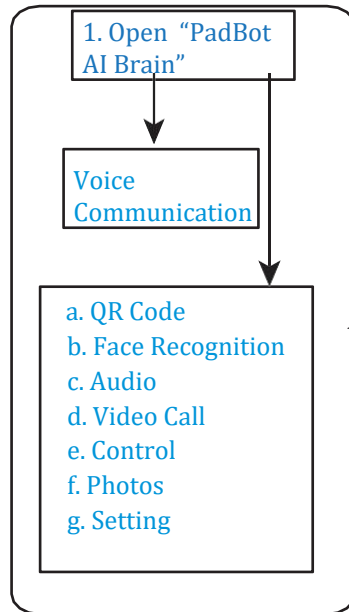 1. Open “PadBot
AI Brain”
Voice
Communication
a. QR Code
b. Face Recognition
c. Audio
d. Video Call
e. Control
f. Photos
g. Setting